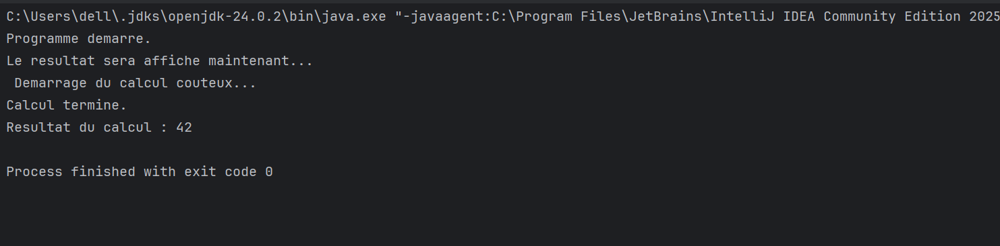 C:\Users\dell\.jdks\openjdk-24.0.2\bin\java.exe "-javaagent:C:\Program Files\JetBrains\IntelliJ IDEA Community Edition 2025
Programme demarre.
Le resultat sera affiche maintenant...
 Demarrage du calcul couteux...
Calcul termine.
Resultat du calcul : 42
Process finished with exit code 0